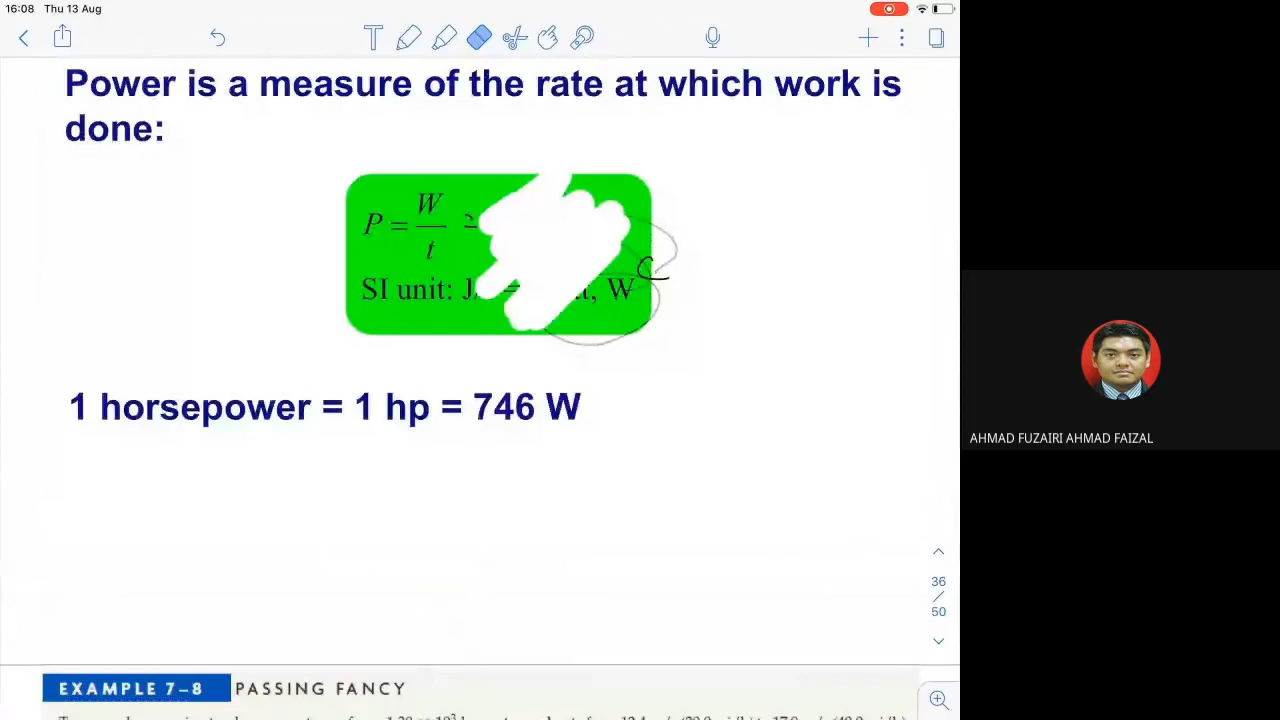 16:08 Thu 13 Aug
Power is a measure of the rate at which work is
done:
P = W/t
SI unit: J , W
1 horsepower = 1 hp = 746 W
AHMAD FUZAIRI AHMAD FAIZAL
36
/
50
EXAMPLE 7–8 PASSING FANCY